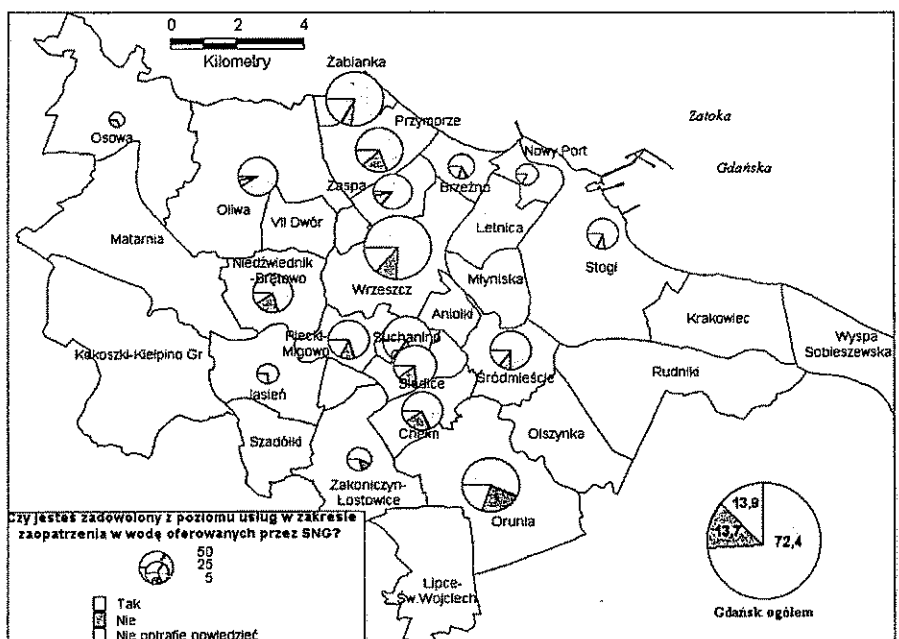 0 2 4
Kilometry
Żabianka
Zatoka
Przymorze
Osowa
Nowy Port
Gdańska
Zaspa
Brzeźno
Oliwa
VII Dwór
Letnica
Matarnia
Stogi
Niedźwiednik
-Brętowo
Wrzeszcz
Młyniska
Aniołki
Krakowiec
Piecki-
Migowo
Suchanino
Wyspa
Sobieszewska
Kokoszki-Kiełpino Gr
Śródmieście
Rudniki
Jasień
Siedlce
Szadółki
Chełm
Olszynka
Zakoniczyn-
Łostowice
Orunia
13,9
13,7
72,4
Gdańsk ogółem
Lipce-
Św.Wojciech
Czy jesteś zadowolony z poziomu usług w zakresie
zaopatrzenia w wodę oferowanych przez SNG?
50
25
5
Tak
Nie
Nie potrafię powiedzieć